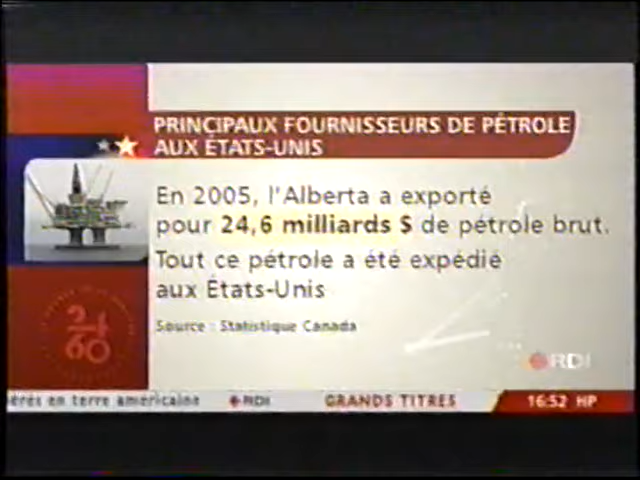 PRINCIPAUX FOURNISSEURS DE PÉTROLE
AUX ÉTATS-UNIS
En 2005, l'Alberta a exporté
pour 24,6 milliards $ de pétrole brut.
Tout ce pétrole a été expédié
aux États-Unis
Source : Statistique Canada
24
60
RDI
en terre américaine RDI GRANDS TITRES 16:52 HP